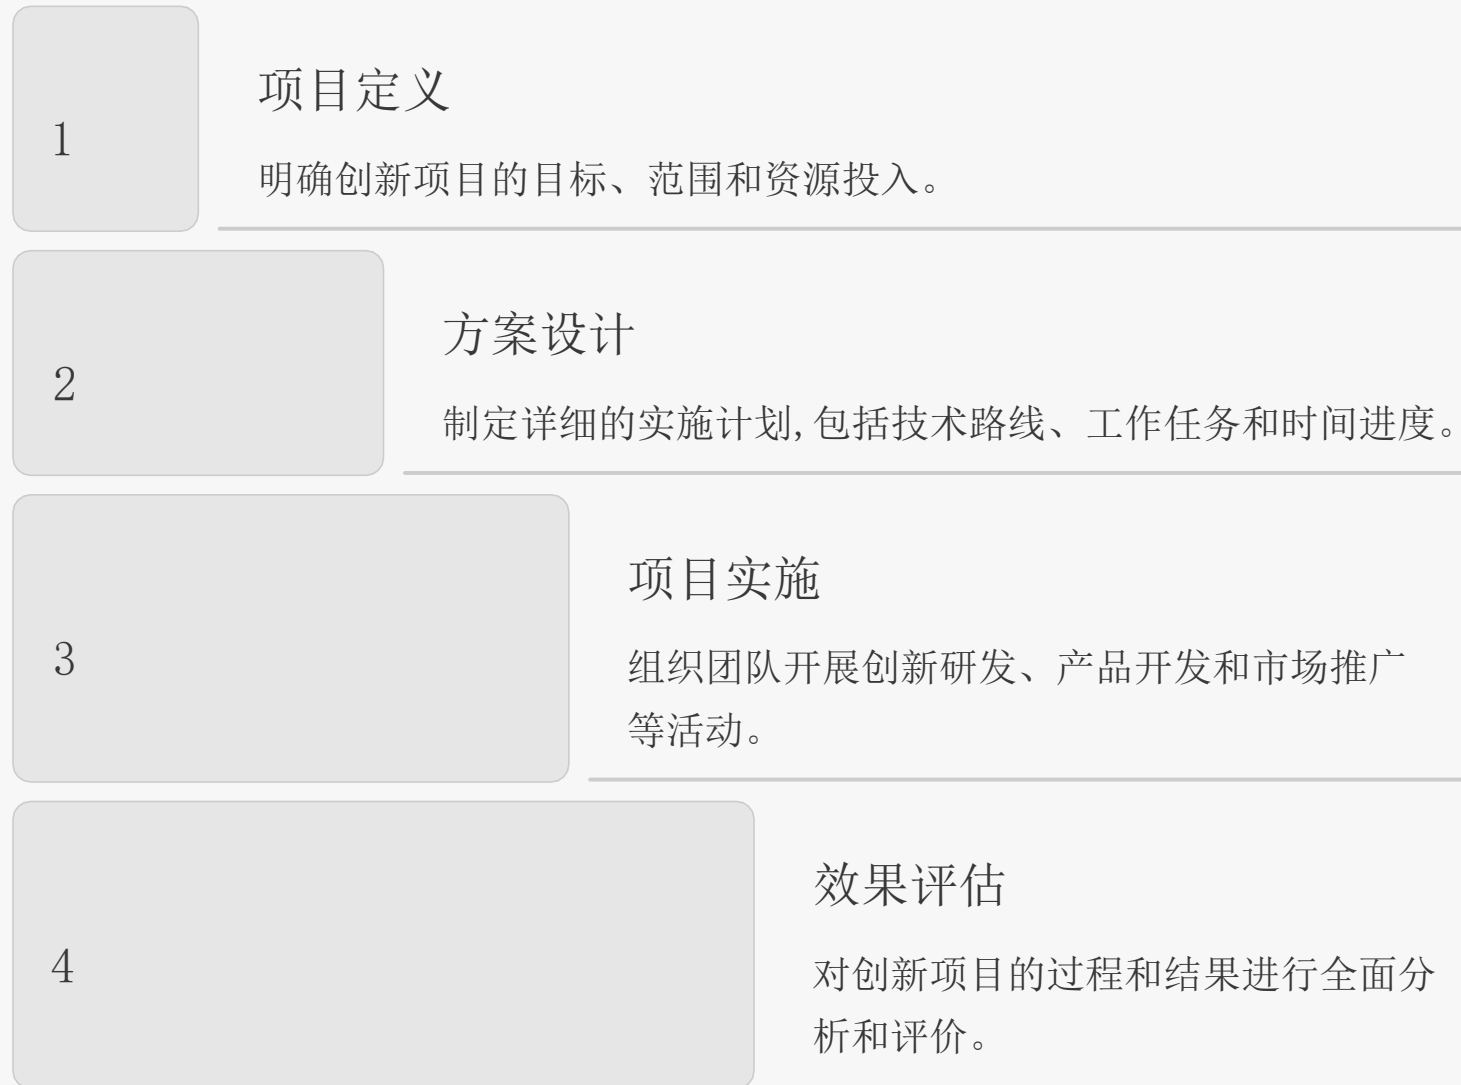 1
项目定义
明确创新项目的目标、范围和资源投入。
2
方案设计
制定详细的实施计划,包括技术路线、工作任务和时间进度。
3
项目实施
组织团队开展创新研发、产品开发和市场推广
等活动。
4
效果评估
对创新项目的过程和结果进行全面分
析和评价。